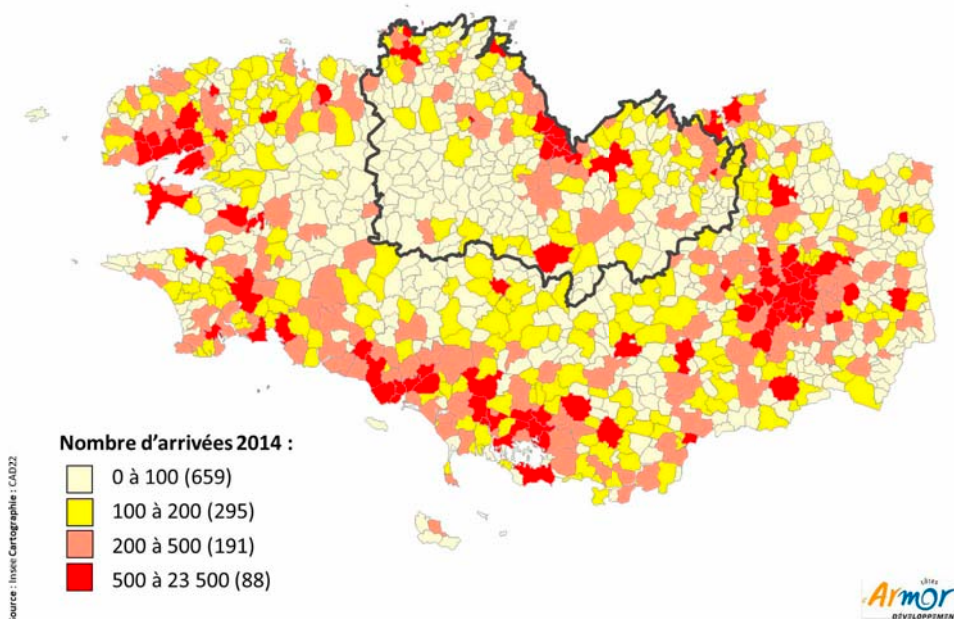 Nombre d'arrivées 2014 :
0 à 100 (659)
100 à 200 (295)
200 à 500 (191)
500 à 23 500 (88)
Source : Insee Cartographie : CAD22
côtes
d'Armor
DÉVELOPPEMENT